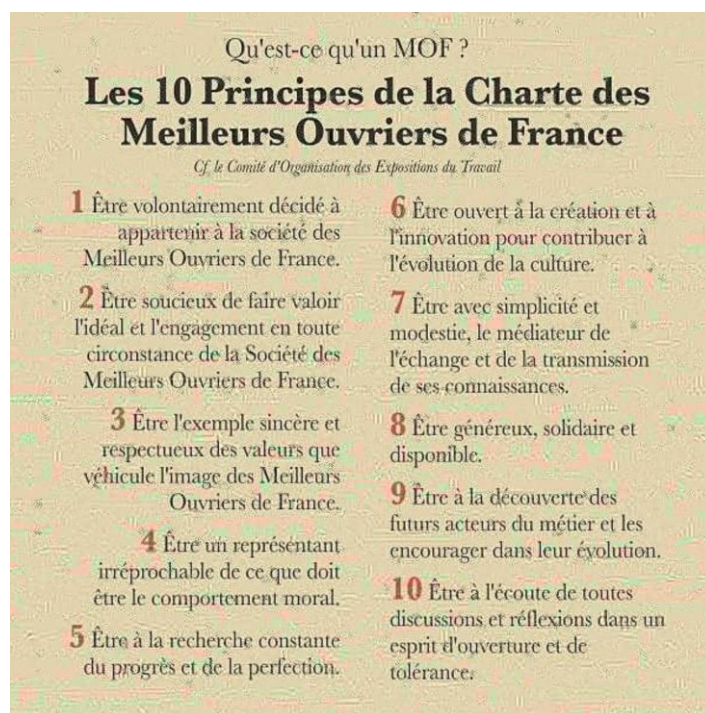 Qu'est-ce qu'un MOF ?
Les 10 Principes de la Charte des
Meilleurs Ouvriers de France
Cf. le Comité d'Organisation des Expositions du Travail
1 Être volontairement décidé à
appartenir à la société des
Meilleurs Ouvriers de France.
2 Être soucieux de faire valoir
l'idéal et l'engagement en toute
circonstance de la Société des
Meilleurs Ouvriers de France.
3 Être l'exemple sincère et
respectueux des valeurs que
véhicule l'image des Meilleurs
Ouvriers de France.
4 Être un représentant
irréprochable de ce que doit
être le comportement moral.
5 Être à la recherche constante
du progrès et de la perfection.
6 Être ouvert à la création et à
l'innovation pour contribuer à
l'évolution de la culture.
7 Être avec simplicité et
modestie, le médiateur de
l'échange et de la transmission
de ses connaissances.
8 Être généreux, solidaire et
disponible.
9 Être à la découverte des
futurs acteurs du métier et les
encourager dans leur évolution.
10 Être à l'écoute de toutes
discussions et réflexions dans un
esprit d'ouverture et de
tolérance.